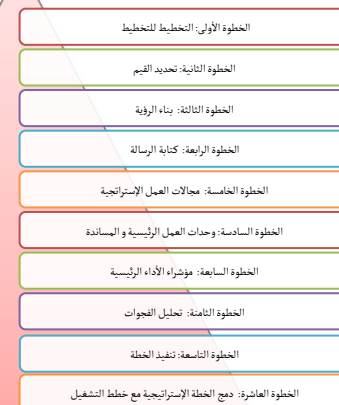 الخطوة الأولى: التخطيط للتخطيط
الخطوة الثانية: تحديد القيم
الخطوة الثالثة: بناء الرؤية
الخطوة الرابعة: كتابة الرسالة
الخطوة الخامسة: مجالات العمل الإستراتجية
الخطوة السادسة: وحدات العمل الرئيسية و المساندة
الخطوة السابعة: مؤشراء الأداء الرئيسية
الخطوة الثامنة: تحليل الفجوات
الخطوة التاسعة: تنفيذ الخطة
الخطوة العاشرة: دمج الخطة الإستراتيجية مع خطط التشغيل